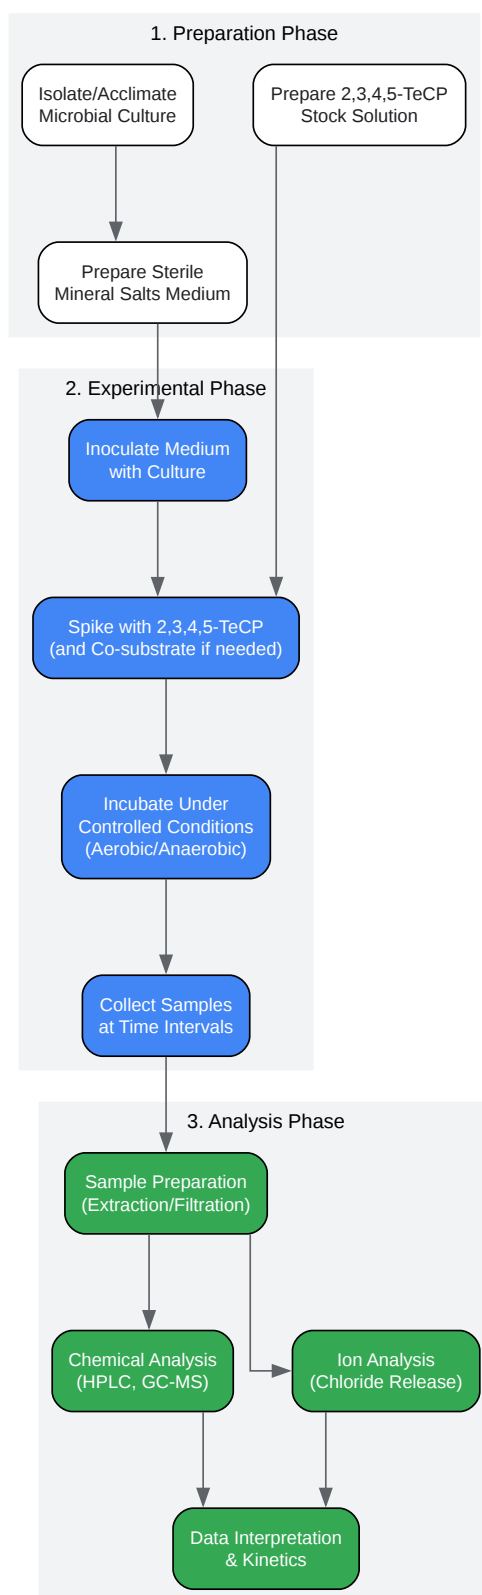 1. Preparation Phase
Isolate/Acclimate
Microbial Culture
Prepare 2,3,4,5-TeCP
Stock Solution
Prepare Sterile
Mineral Salts Medium
2. Experimental Phase
Inoculate Medium
with Culture
Spike with 2,3,4,5-TeCP
(and Co-substrate if needed)
Incubate Under
Controlled Conditions
(Aerobic/Anaerobic)
Collect Samples
at Time Intervals
3. Analysis Phase
Sample Preparation
(Extraction/Filtration)
Chemical Analysis
(HPLC, GC-MS)
Ion Analysis
(Chloride Release)
Data Interpretation
& Kinetics